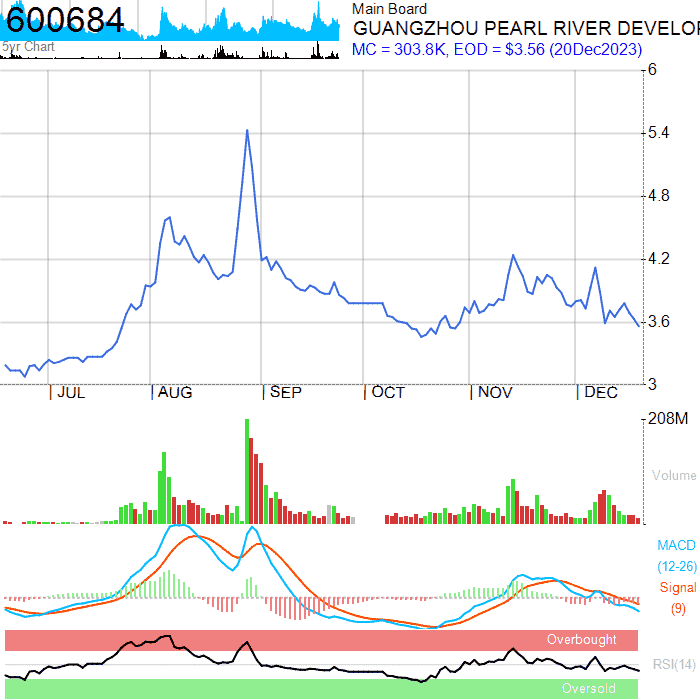 600684
5yr Chart
Main Board
GUANGZHOU PEARL RIVER DEVELOP
MC = 303.8K, EOD = $3.56 (20Dec2023)
6
5.4
4.8
4.2
3.6
3
JUL
AUG
SEP
OCT
NOV
DEC
208M
Volume
MACD
(12-26)
Signal
(9)
Overbought
RSI(14)
Oversold